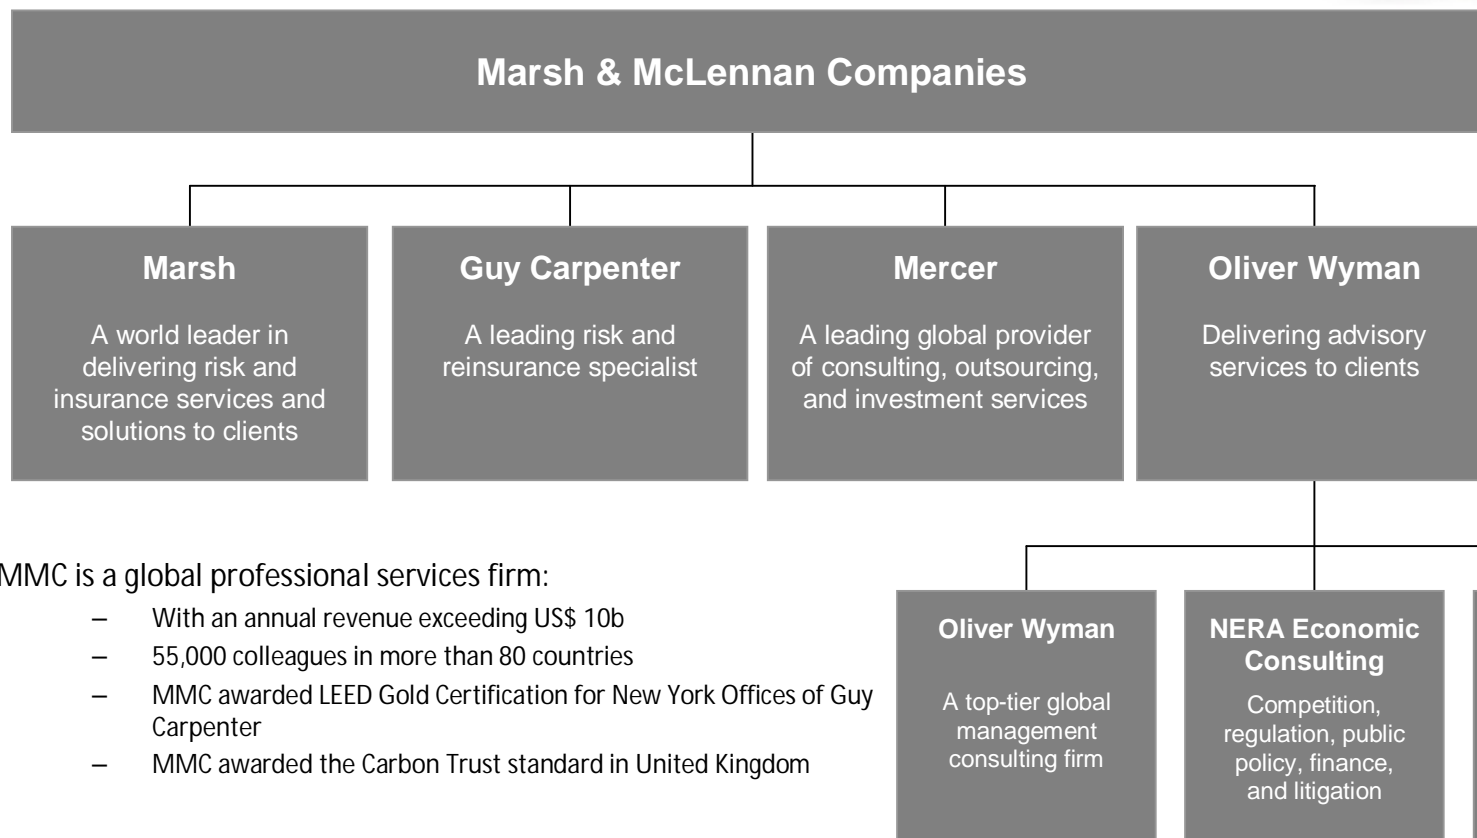 Marsh & McLennan Companies
Marsh
A world leader in
delivering risk and
insurance services and
solutions to clients
Guy Carpenter
A leading risk and
reinsurance specialist
Mercer
A leading global provider
of consulting, outsourcing,
and investment services
Oliver Wyman
Delivering advisory
services to clients
MMC is a global professional services firm:
– With an annual revenue exceeding US$ 10b
– 55,000 colleagues in more than 80 countries
– MMC awarded LEED Gold Certification for New York Offices of Guy
Carpenter
– MMC awarded the Carbon Trust standard in United Kingdom
Oliver Wyman
A top-tier global
management
consulting firm
NERA Economic
Consulting
Competition,
regulation, public
policy, finance,
and litigation